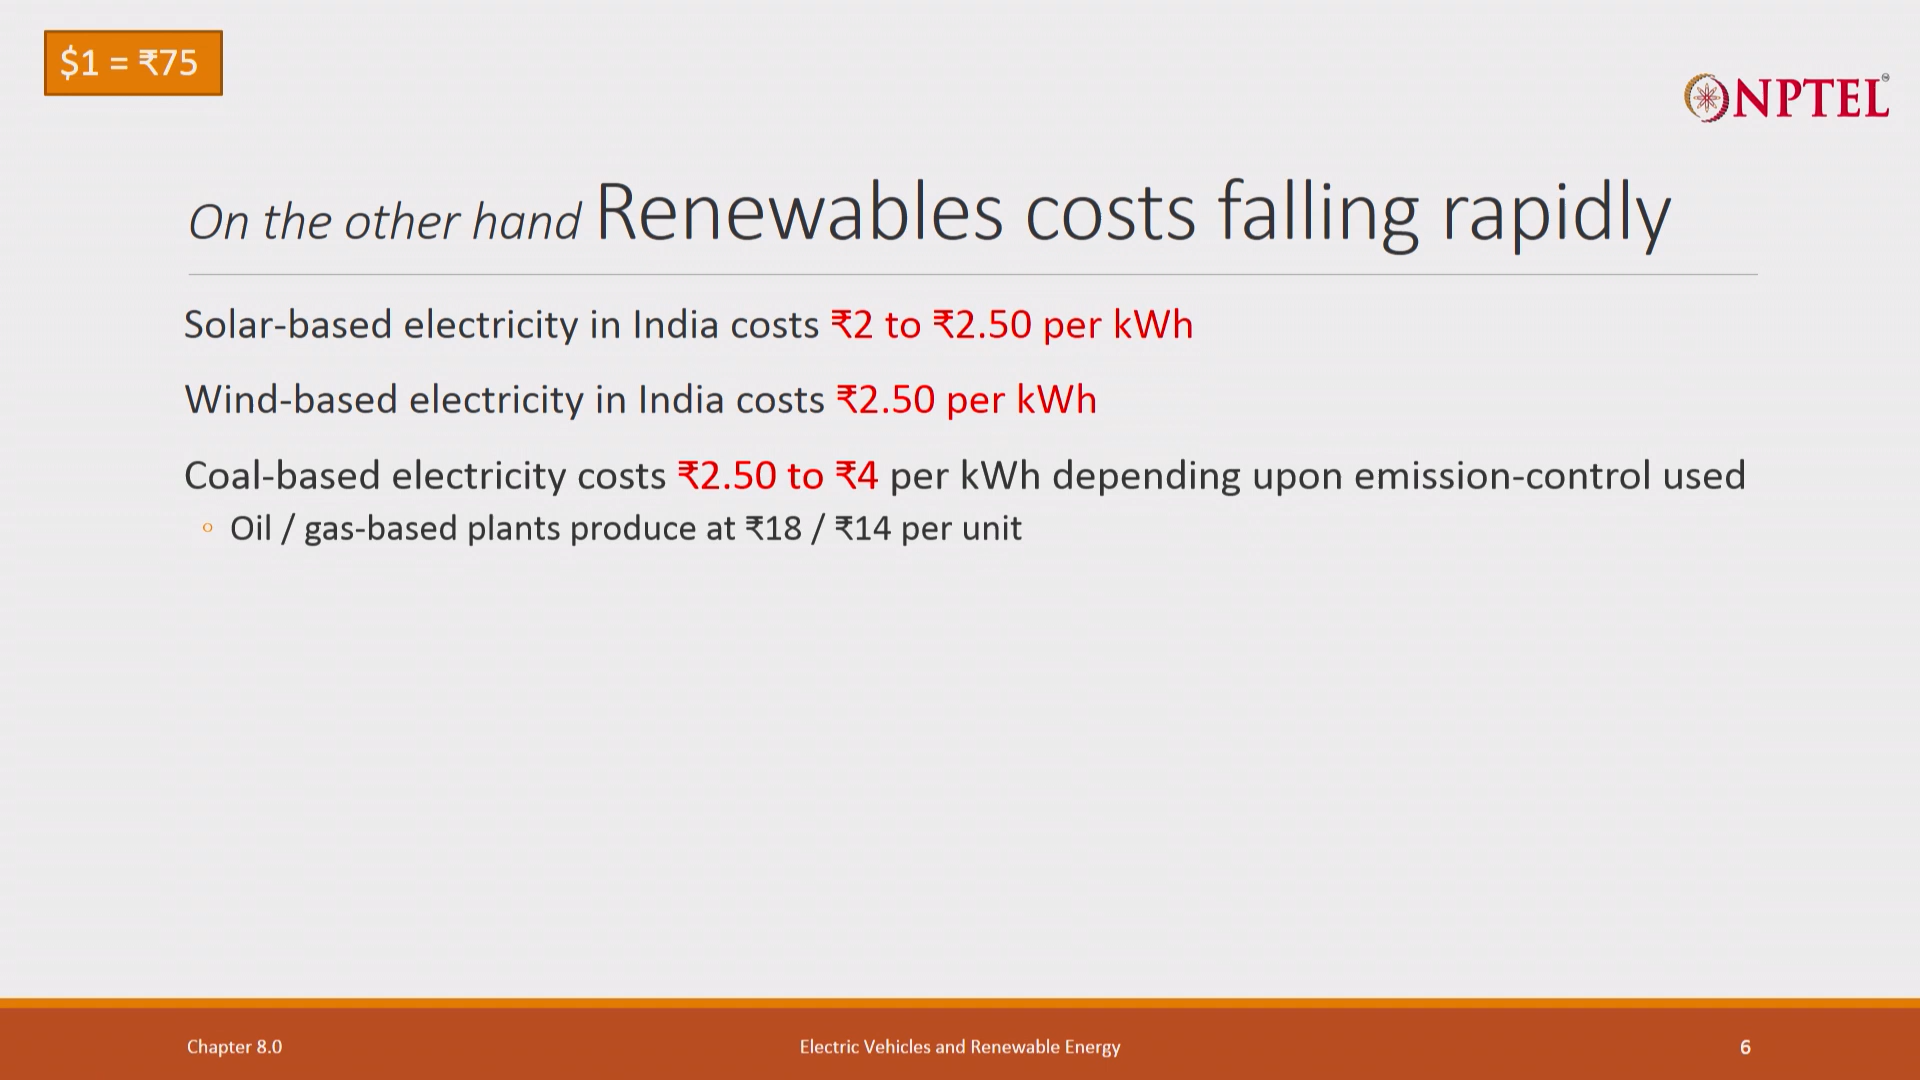 $1 = ₹75
NPTEL
On the other hand Renewables costs falling rapidly
Solar-based electricity in India costs ₹2 to ₹2.50 per kWh
Wind-based electricity in India costs ₹2.50 per kWh
Coal-based electricity costs ₹2.50 to ₹4 per kWh depending upon emission-control used
◦ Oil / gas-based plants produce at ₹18 / ₹14 per unit
Chapter 8.0
Electric Vehicles and Renewable Energy
6